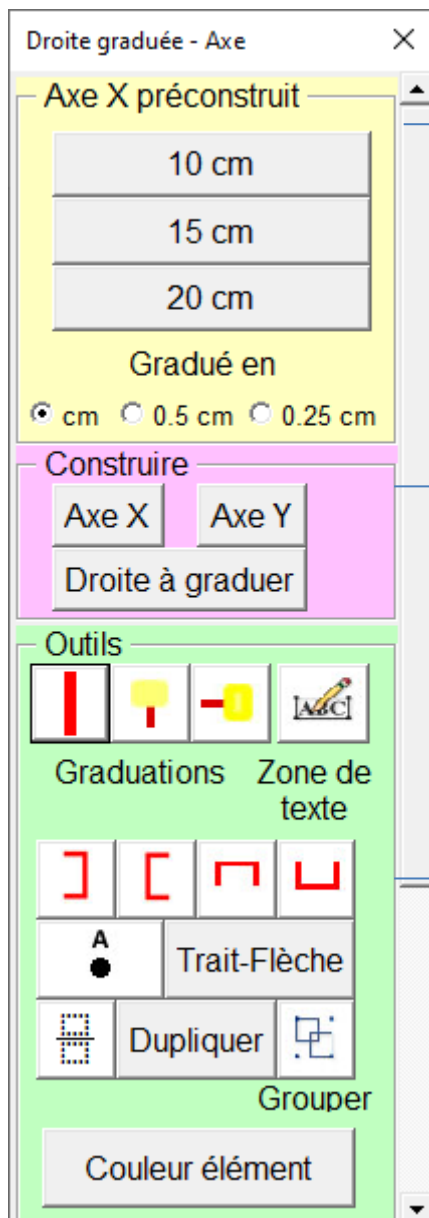 Droite graduée - Axe
Axe X préconstruit
10 cm
15 cm
20 cm
Gradué en
cm 0.5 cm 0.25 cm
Construire
Axe X Axe Y
Droite à graduer
Outils
ABC
Graduations Zone de
texte
A
Trait-Flèche
Dupliquer
Grouper
Couleur élément